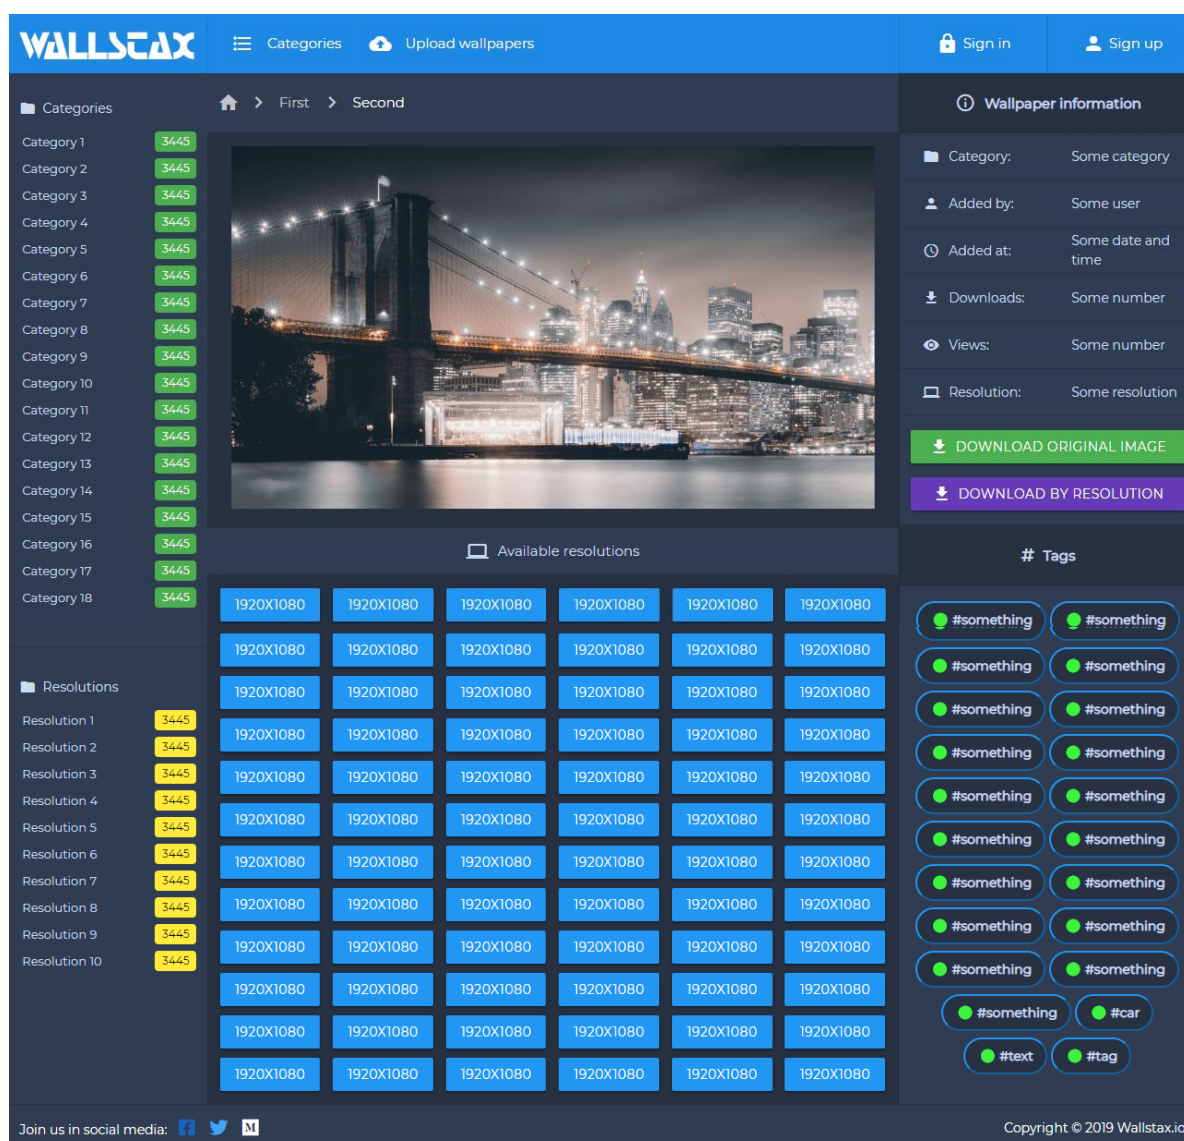 WALLSTAX
Categories
Upload wallpapers
Sign in
Sign up
Categories
Category 1 3445
Category 2 3445
Category 3 3445
Category 4 3445
Category 5 3445
Category 6 3445
Category 7 3445
Category 8 3445
Category 9 3445
Category 10 3445
Category 11 3445
Category 12 3445
Category 13 3445
Category 14 3445
Category 15 3445
Category 16 3445
Category 17 3445
Category 18 3445
Resolutions
Resolution 1 3445
Resolution 2 3445
Resolution 3 3445
Resolution 4 3445
Resolution 5 3445
Resolution 6 3445
Resolution 7 3445
Resolution 8 3445
Resolution 9 3445
Resolution 10 3445
First > Second
Available resolutions
1920X1080 1920X1080 1920X1080 1920X1080 1920X1080 1920X1080
1920X1080 1920X1080 1920X1080 1920X1080 1920X1080 1920X1080
1920X1080 1920X1080 1920X1080 1920X1080 1920X1080 1920X1080
1920X1080 1920X1080 1920X1080 1920X1080 1920X1080 1920X1080
1920X1080 1920X1080 1920X1080 1920X1080 1920X1080 1920X1080
1920X1080 1920X1080 1920X1080 1920X1080 1920X1080 1920X1080
1920X1080 1920X1080 1920X1080 1920X1080 1920X1080 1920X1080
1920X1080 1920X1080 1920X1080 1920X1080 1920X1080 1920X1080
1920X1080 1920X1080 1920X1080 1920X1080 1920X1080 1920X1080
1920X1080 1920X1080 1920X1080 1920X1080 1920X1080 1920X1080
1920X1080 1920X1080 1920X1080 1920X1080 1920X1080 1920X1080
1920X1080 1920X1080 1920X1080 1920X1080 1920X1080 1920X1080
Wallpaper information
Category: Some category
Added by: Some user
Added at: Some date and
time
Downloads: Some number
Views: Some number
Resolution: Some resolution
DOWNLOAD ORIGINAL IMAGE
DOWNLOAD BY RESOLUTION
# Tags
#something #something
#something #something
#something #something
#something #something
#something #something
#something #something
#something #something
#something #something
#something #something
#something #car
#text #tag
Join us in social media:
M
Copyright © 2019 Wallstax.io